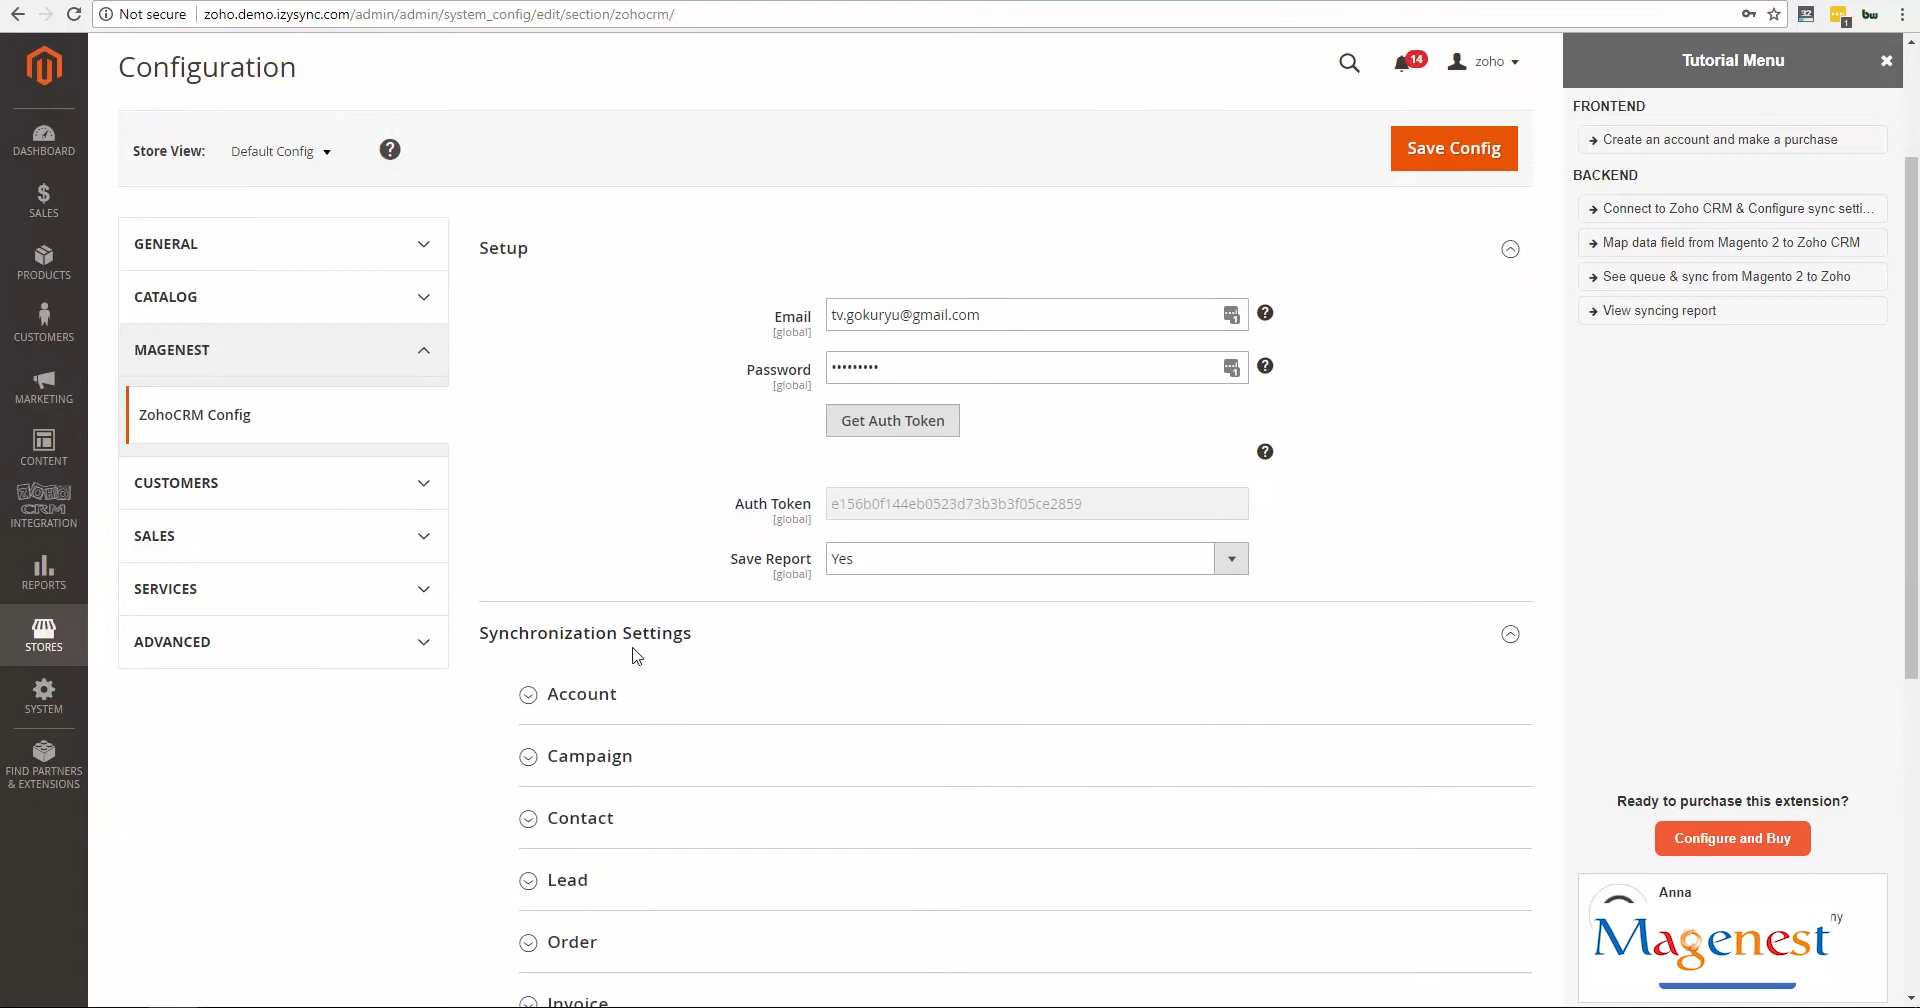 Not secure
zoho.demo.izysync.com/admin/admin/system_config/edit/section/zohocrm/
32
1
bw
Configuration
14
zoho
Tutorial Menu
FRONTEND
Create an account and make a purchase
BACKEND
Connect to Zoho CRM & Configure sync setti...
Map data field from Magento 2 to Zoho CRM
See queue & sync from Magento 2 to Zoho
View syncing report
Ready to purchase this extension?
Configure and Buy
Anna
ny
Magenest
Store View:
Default Config
?
Save Config
DASHBOARD
SALES
PRODUCTS
CUSTOMERS
MARKETING
CONTENT
ZOHO
CRM
INTEGRATION
REPORTS
STORES
SYSTEM
FIND PARTNERS
& EXTENSIONS
GENERAL
CATALOG
MAGENEST
ZohoCRM Config
CUSTOMERS
SALES
SERVICES
ADVANCED
Setup
Email
[global]
tv.gokuryu@gmail.com
1
?
Password
[global]
•••••••••
1
?
Get Auth Token
?
Auth Token
[global]
e156b0f144eb0523d73b3b3f05ce2859
Save Report
[global]
Yes
Synchronization Settings
Account
Campaign
Contact
Lead
Order
Invoice